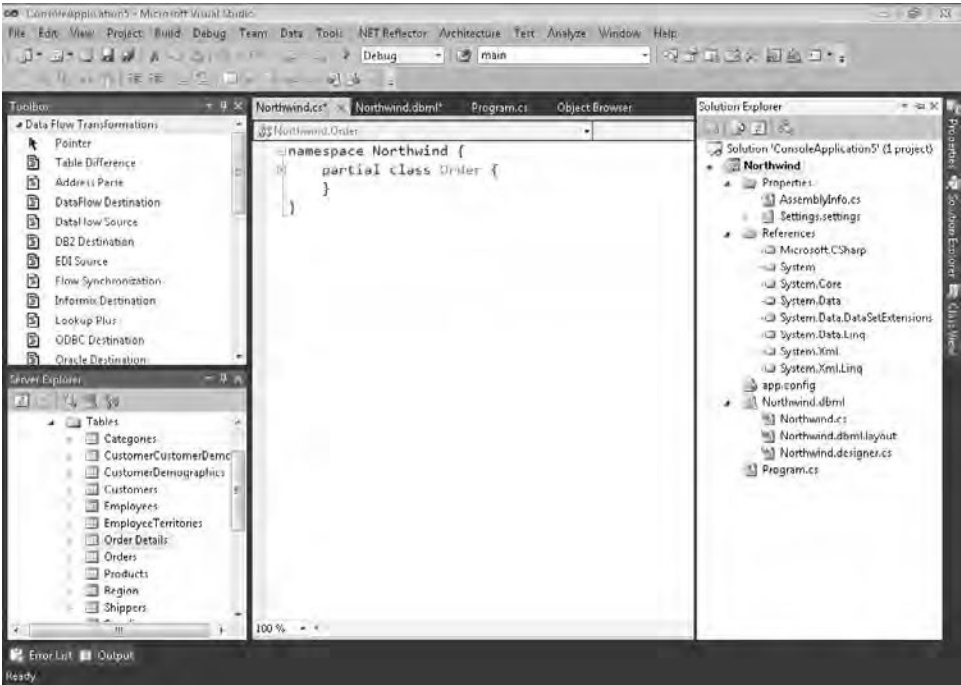 ConsoleApplication5 - Microsoft Visual Studio
File Edit View Project Build Debug Team Data Tools .NET Reflector Architecture Test Analyze Window Help
Debug main
Toolbox
Data Flow Transformations
Pointer
Table Difference
Address Parse
DataFlow Destination
DataFlow Source
DB2 Destination
EDI Source
Flow Synchronization
Informix Destination
Lookup Plus
ODBC Destination
Oracle Destination
Server Explorer
Tables
Categories
CustomerCustomerDemo
CustomerDemographics
Customers
Employees
EmployeeTerritories
Order Details
Orders
Products
Region
Shippers
Northwind.cs* Northwind.dbml* Program.cs Object Browser
Northwind.Order
namespace Northwind {
partial class Order {
}
}
100 %
Solution Explorer
Solution 'ConsoleApplication5' (1 project)
Northwind
Properties
AssemblyInfo.cs
Settings.settings
References
Microsoft.CSharp
System
System.Core
System.Data
System.Data.DataSetExtensions
System.Data.Linq
System.Xml
System.Xml.Linq
app.config
Northwind.dbml
Northwind.cs
Northwind.dbml.layout
Northwind.designer.cs
Program.cs
Properties
Solution Explorer
Class View
Error List Output
Ready